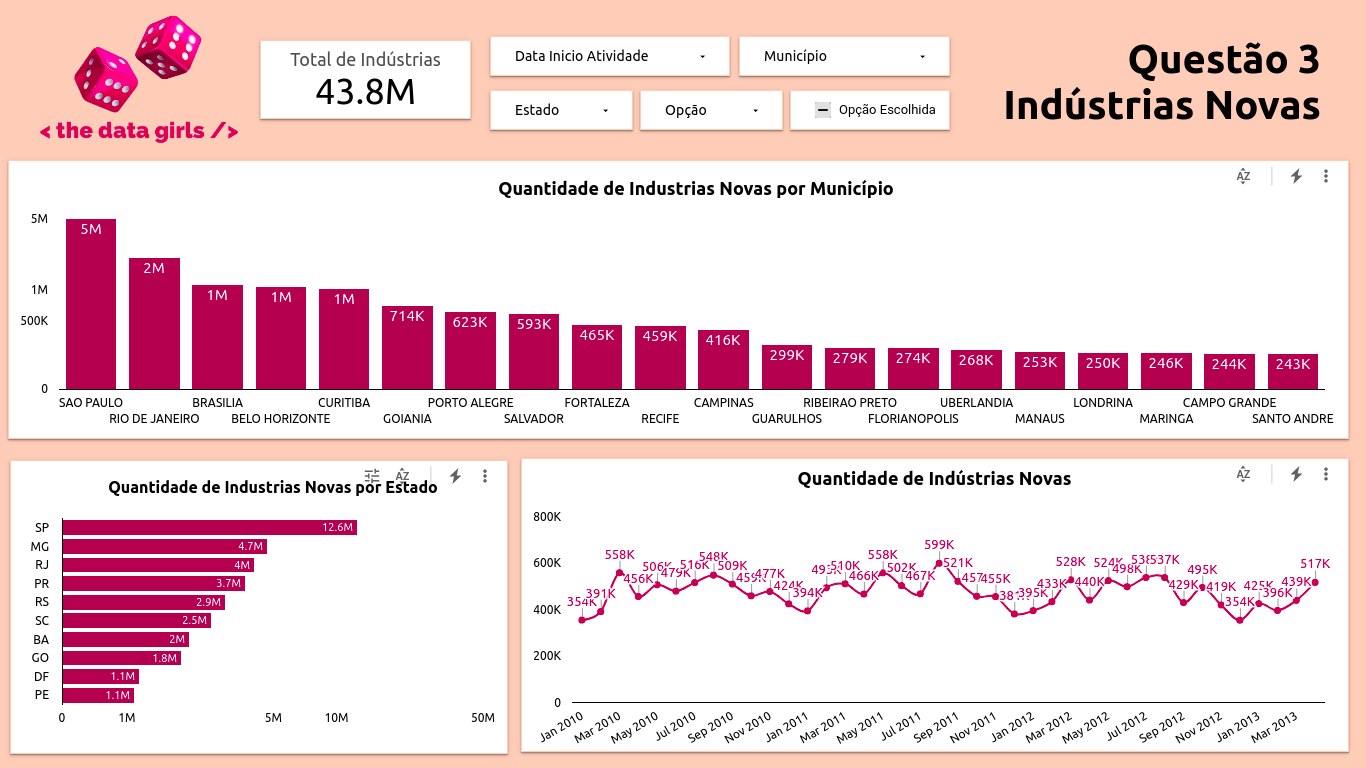 < the data girls />
Total de Indústrias
43.8M
Data Inicio Atividade
Município
Estado
Opção
Opção Escolhida
Questão 3
Indústrias Novas
Quantidade de Industrias Novas por Município
AZ
5M
1M
500K
0
5M
2M
1M
1M
1M
714K
623K
593K
465K
459K
416K
299K
279K
274K
268K
253K
250K
246K
244K
243K
SAO PAULO
RIO DE JANEIRO
BRASILIA
BELO HORIZONTE
CURITIBA
GOIANIA
PORTO ALEGRE
SALVADOR
FORTALEZA
RECIFE
CAMPINAS
GUARULHOS
RIBEIRAO PRETO
FLORIANOPOLIS
UBERLANDIA
MANAUS
LONDRINA
MARINGA
CAMPO GRANDE
SANTO ANDRE
AZ
Quantidade de Industrias Novas por Estado
SP 12.6M
MG 4.7M
RJ 4M
PR 3.7M
RS 2.9M
SC 2.5M
BA 2M
GO 1.8M
DF 1.1M
PE 1.1M
0 1M 5M 10M 50M
Quantidade de Indústrias Novas
AZ
800K
600K
400K
200K
0
354K
391K
558K
456K
506K
479K
516K
548K
509K
459K
477K
424K
394K
493K
510K
466K
558K
502K
467K
599K
521K
457K
455K
395K
433K
528K
440K
524K
498K
537K
429K
495K
419K
354K
425K
396K
439K
517K
Jan 2010
Mar 2010
May 2010
Jul 2010
Sep 2010
Nov 2010
Jan 2011
Mar 2011
May 2011
Jul 2011
Sep 2011
Nov 2011
Jan 2012
Mar 2012
May 2012
Jul 2012
Sep 2012
Nov 2012
Jan 2013
Mar 2013